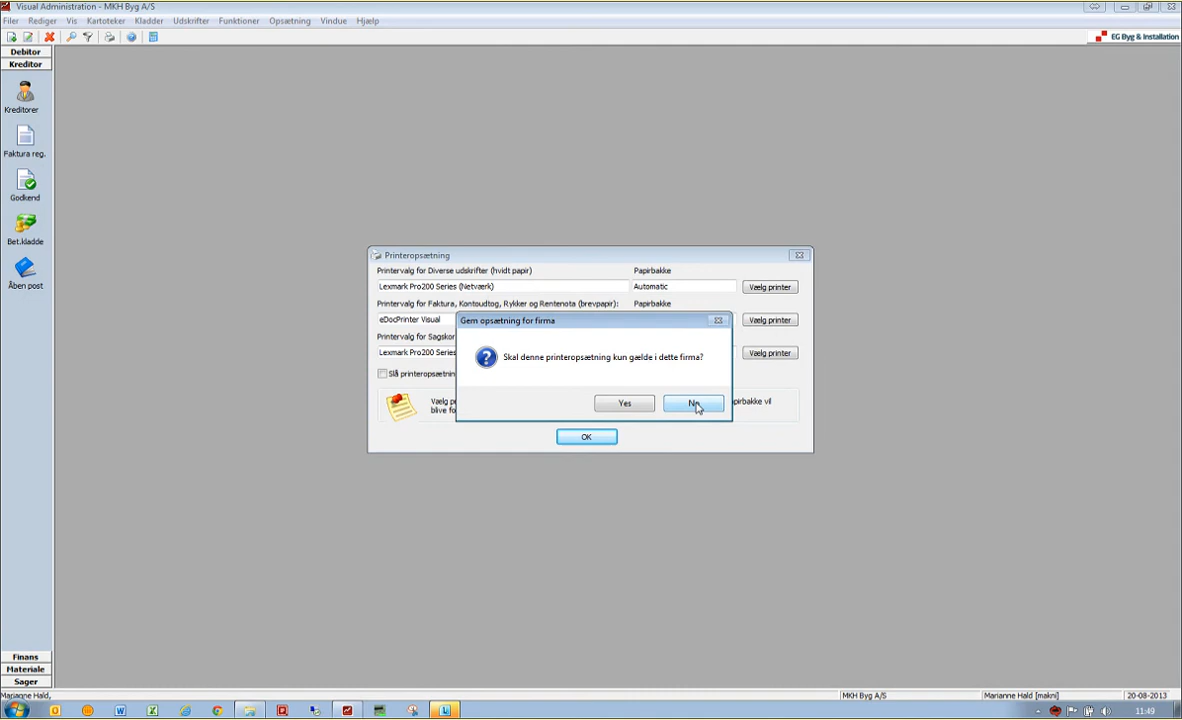 Visual Administration - MKH Byg A/S
Filer Rediger Vis Kartoteker Kladder Udskrifter Funktioner Opsætning Vindue Hjælp
EG Byg & Installation
Debitor
Kreditor
Kreditorer
Faktura reg.
Godkend
Bet.kladde
Åben post
Printeropsætning
Printervalg for Diverse udskrifter (hvidt papir) Papirbakke
Lexmark Pro200 Series (Netværk) Automatic Vælg printer
Printervalg for Faktura, Kontoudtog, Rykker og Rentenota (brevpapir): Papirbakke
eDocPrinter Visual Vælg printer
Printervalg for Sagskor
Lexmark Pro200 Series Vælg printer
Slå printeropsætnin
Vælg p
irbakke vil
blive fo
OK
Gem opsætning for firma
Skal denne printeropsætning kun gælde i dette firma?
Yes No
Finans
Materiale
Sager
Marianne Hald, MKH Byg A/S Marianne Hald [makni] 20-08-2013
11:49